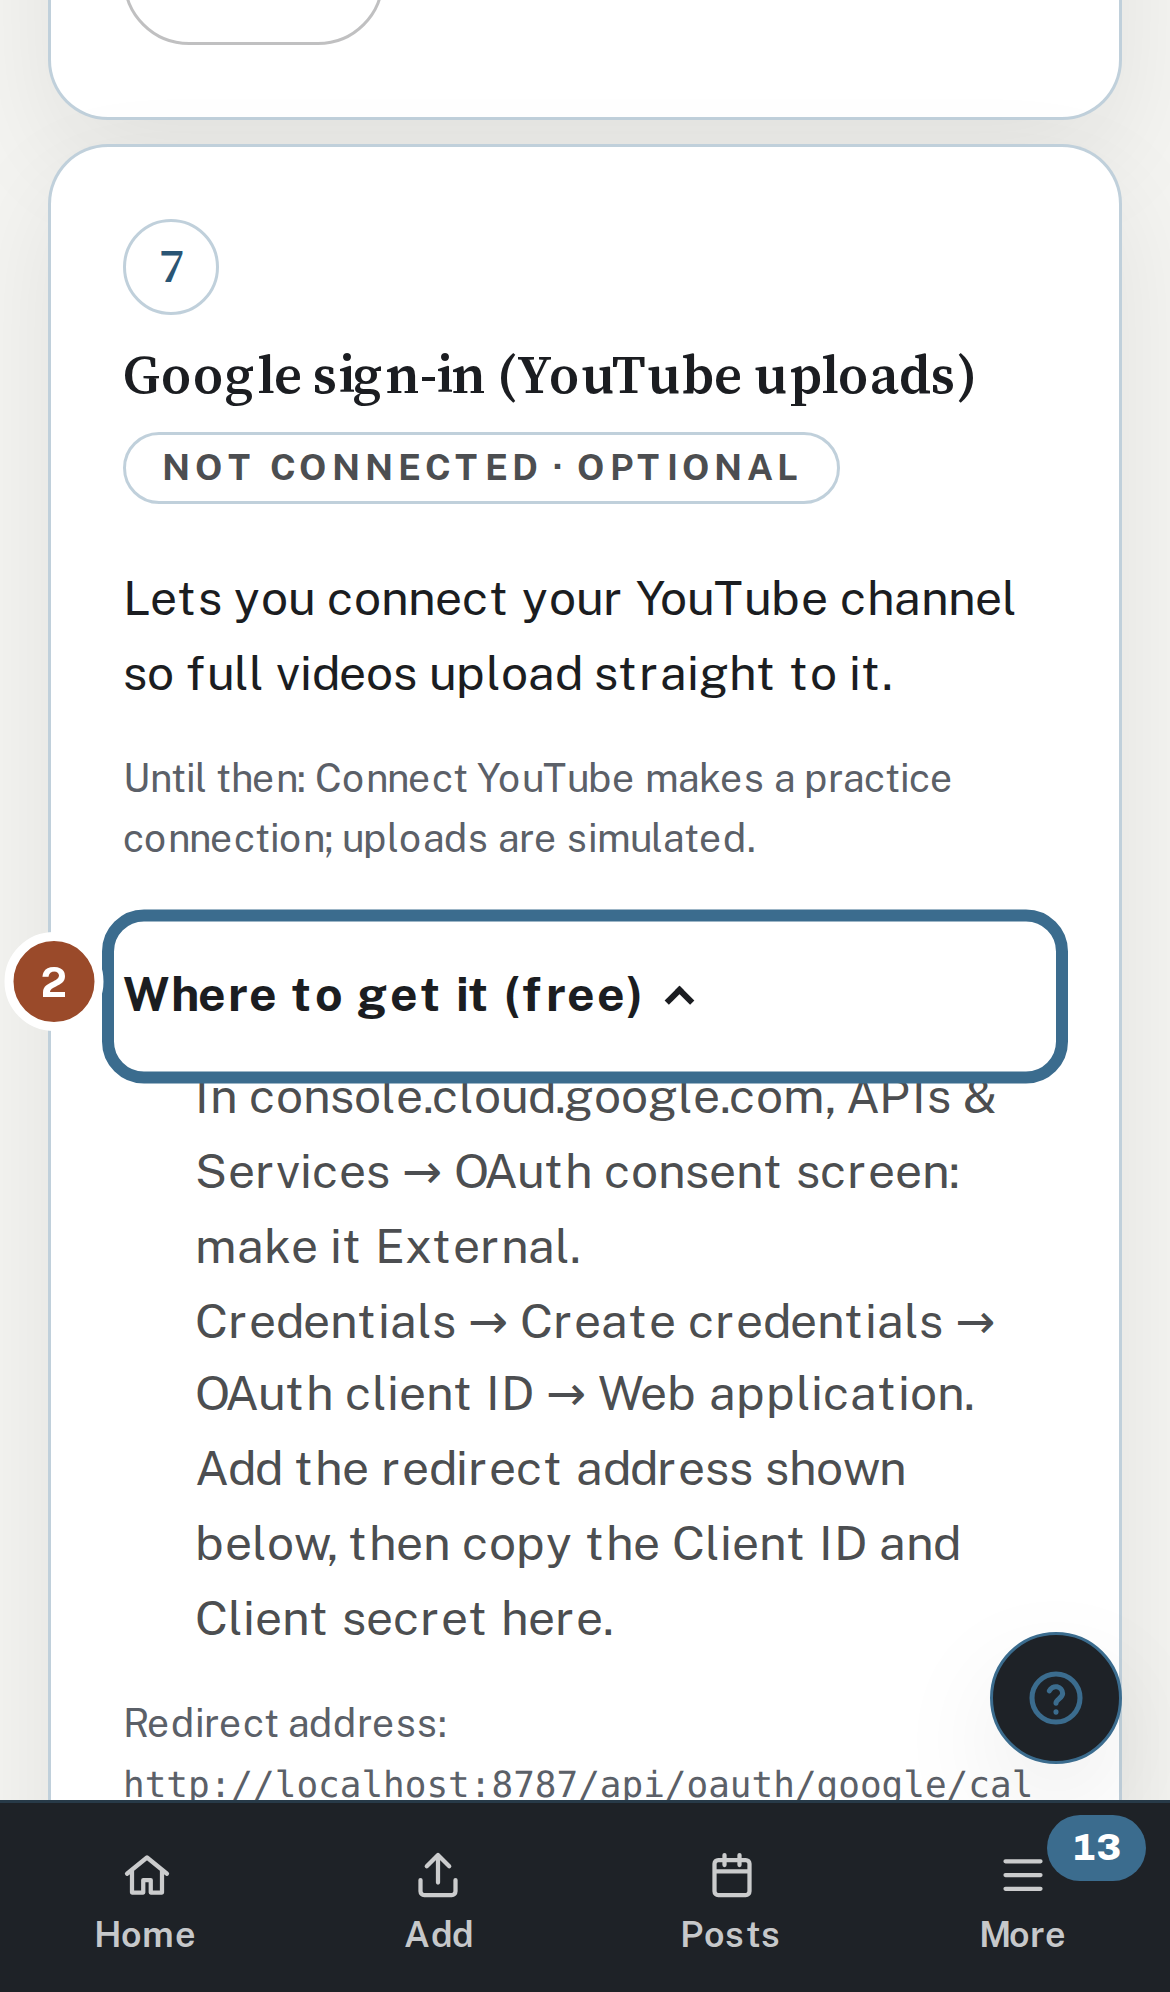 7
Google sign-in (YouTube uploads)
NOT CONNECTED · OPTIONAL
Lets you connect your YouTube channel
so full videos upload straight to it.
Until then: Connect YouTube makes a practice
connection; uploads are simulated.
2
Where to get it (free)
In console.cloud.google.com, APIs &
Services → OAuth consent screen:
make it External.
Credentials → Create credentials →
OAuth client ID → Web application.
Add the redirect address shown
below, then copy the Client ID and
Client secret here.
Redirect address:
http://localhost:8787/api/oauth/google/cal
13
Home
Add
Posts
More